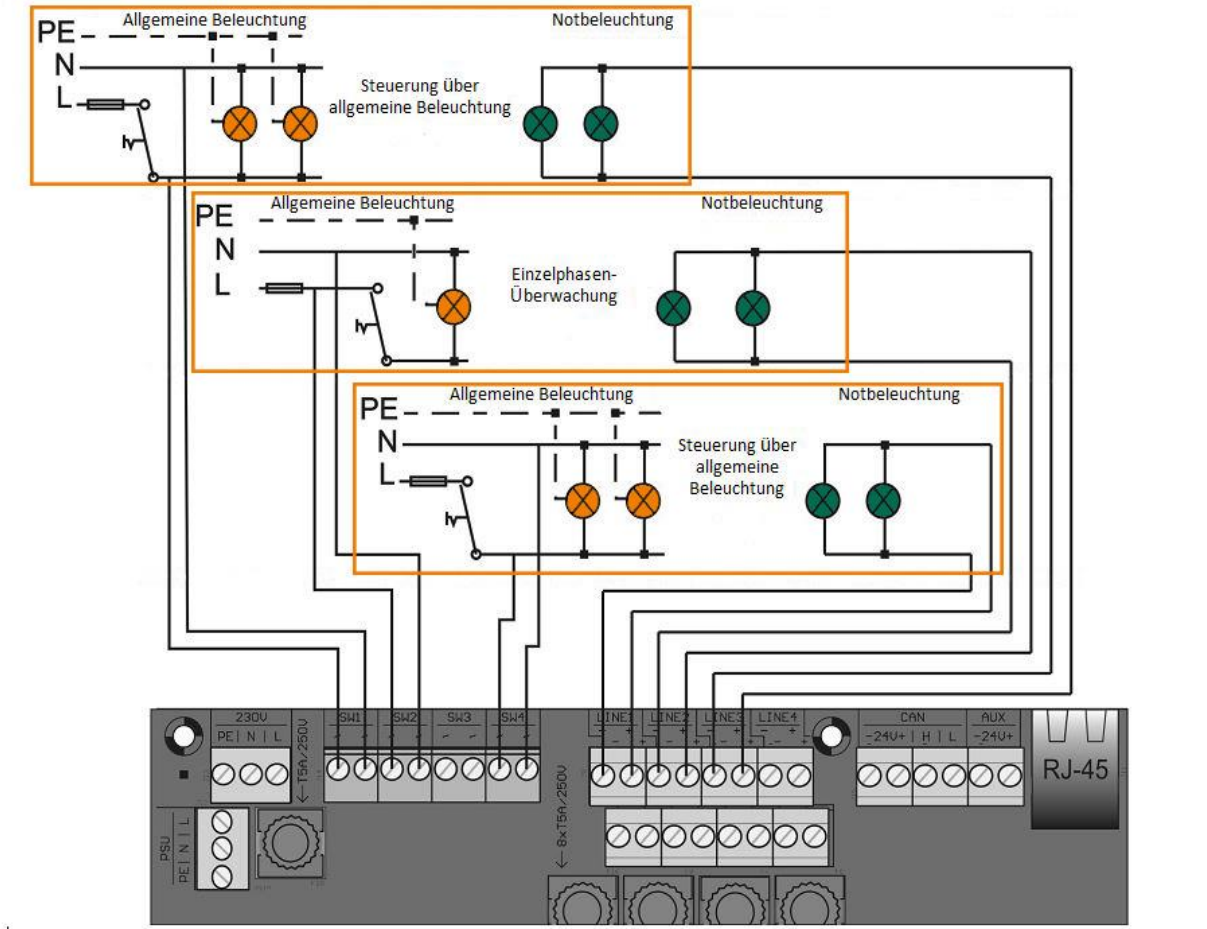 Allgemeine Beleuchtung
Notbeleuchtung
PE
N
L
Steuerung über
allgemeine Beleuchtung
Allgemeine Beleuchtung
Notbeleuchtung
PE
N
L
Einzelphasen-
Überwachung
Allgemeine Beleuchtung
Notbeleuchtung
PE
N
L
Steuerung über
allgemeine
Beleuchtung
230V
PE| N | L
←T5A/250V
SW1
SW2
SW3
SW4
LINE1
LINE2
LINE3
LINE4
- + - + - + - +
- + - + - + - +
CAN
-24V+ | H | L
AUX
-24V+
RJ-45
PSU
PE| N | L
← 8xT5A/250V